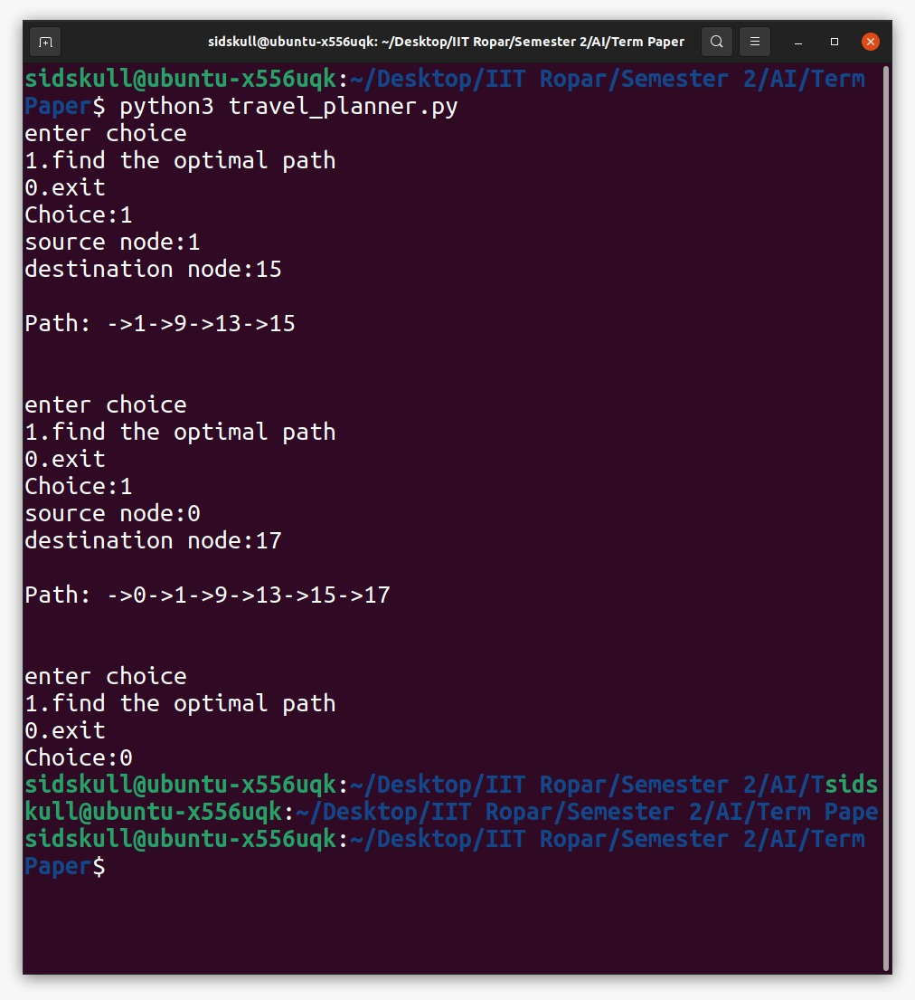 sidskull@ubuntu-x556uqk: ~/Desktop/IIT Ropar/Semester 2/AI/Term Paper
sidskull@ubuntu-x556uqk:~/Desktop/IIT Ropar/Semester 2/AI/Term
Paper$ python3 travel_planner.py
enter choice
1.find the optimal path
0.exit
Choice:1
source node:1
destination node:15
Path: ->1->9->13->15
enter choice
1.find the optimal path
0.exit
Choice:1
source node:0
destination node:17
Path: ->0->1->9->13->15->17
enter choice
1.find the optimal path
0.exit
Choice:0
sidskull@ubuntu-x556uqk:~/Desktop/IIT Ropar/Semester 2/AI/Tsids
kull@ubuntu-x556uqk:~/Desktop/IIT Ropar/Semester 2/AI/Term Pape
sidskull@ubuntu-x556uqk:~/Desktop/IIT Ropar/Semester 2/AI/Term
Paper$